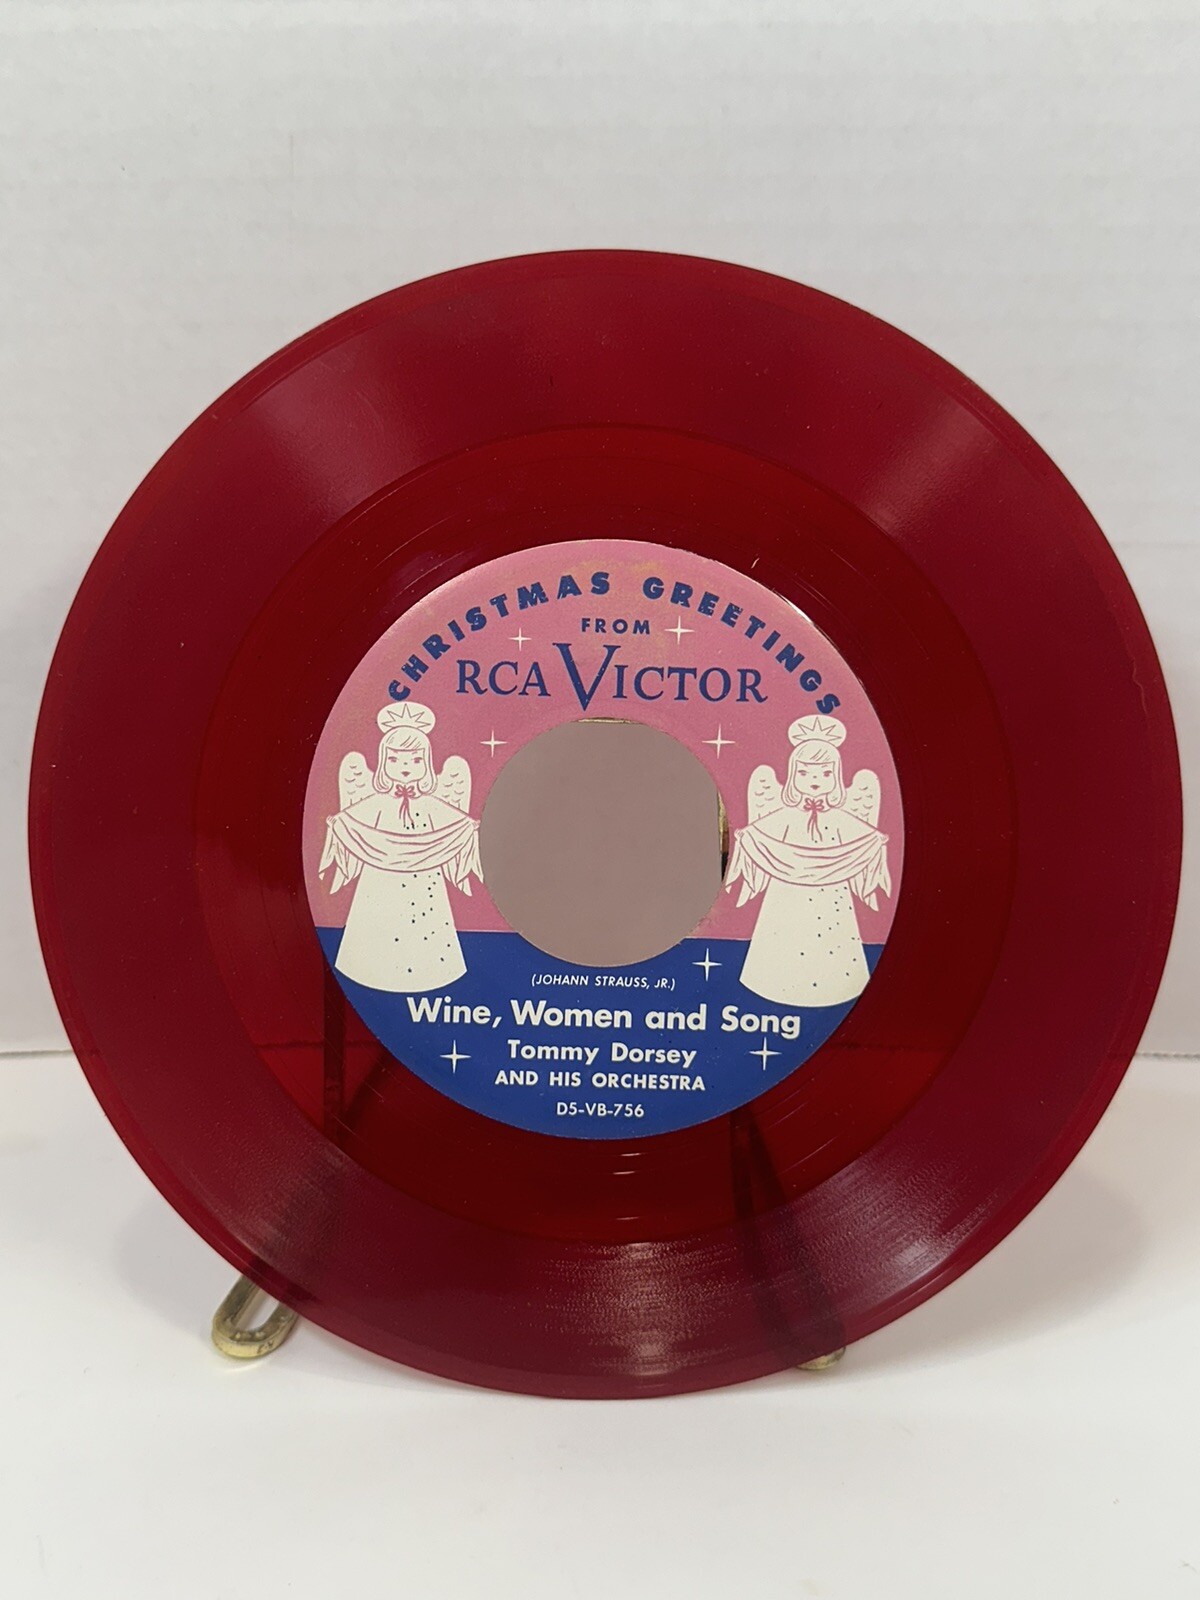 CHRISTMAS GREETINGS
FROM
RCA VICTOR
(JOHANN STRAUSS, JR.)
Wine, Women and Song
Tommy Dorsey
AND HIS ORCHESTRA
D5-VB-756